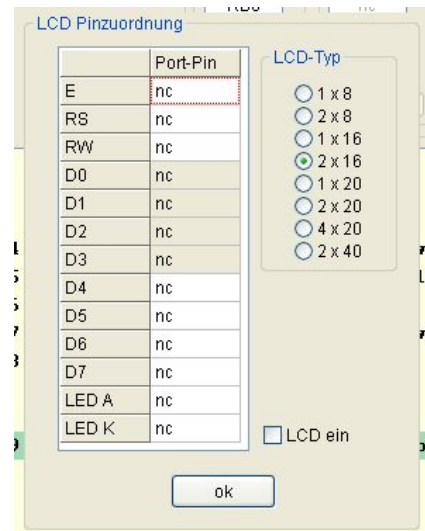 LCD Pinzuordnung
Port-Pin
E nc
RS nc
RW nc
D0 nc
D1 nc
D2 nc
D3 nc
D4 nc
D5 nc
D6 nc
D7 nc
LED A nc
LED K nc
LCD-Typ
1 x 8
2 x 8
1 x 16
2 x 16
1 x 20
2 x 20
4 x 20
2 x 40
LCD ein
ok